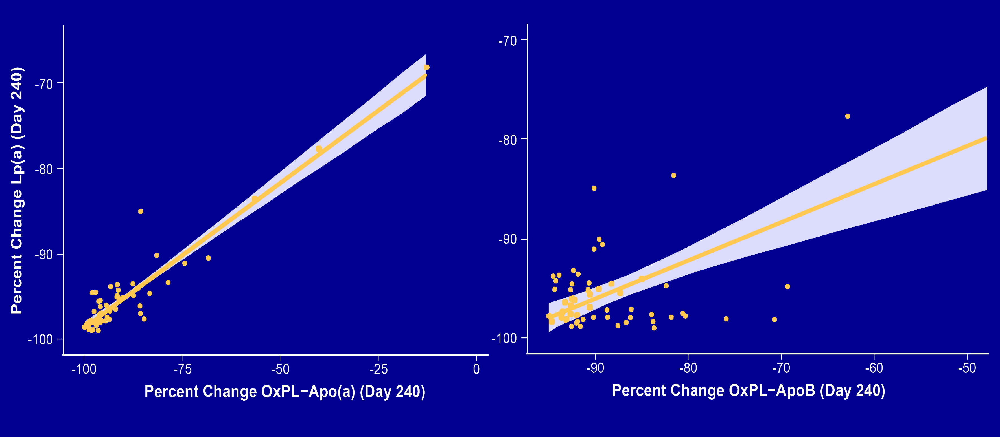 Percent Change Lp(a) (Day 240)
-70
-80
-90
-100
-100 -75 -50 -25 0
Percent Change OxPL−Apo(a) (Day 240)
-70
-80
-90
-100
-90 -80 -70 -60 -50
Percent Change OxPL−ApoB (Day 240)